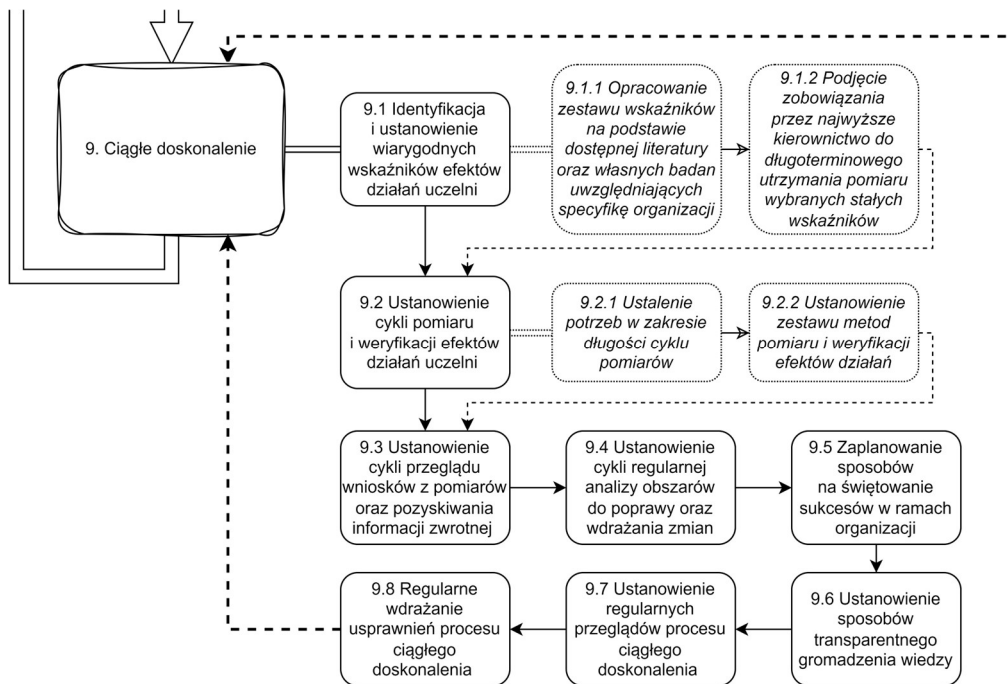 9. Ciągłe doskonalenie
9.1 Identyfikacja
i ustanowienie
wiarygodnych
wskaźników efektów
działań uczelni
9.1.1 Opracowanie
zestawu wskaźników
na podstawie
dostępnej literatury
oraz własnych badan
uwzględniających
specyfikę organizacji
9.1.2 Podjęcie
zobowiązania
przez najwyższe
kierownictwo do
długoterminowego
utrzymania pomiaru
wybranych stałych
wskaźników
9.2 Ustanowienie
cykli pomiaru
i weryfikacji efektów
działań uczelni
9.2.1 Ustalenie
potrzeb w zakresie
długości cyklu
pomiarów
9.2.2 Ustanowienie
zestawu metod
pomiaru i weryfikacji
efektów działań
9.3 Ustanowienie
cykli przeglądu
wniosków z pomiarów
oraz pozyskiwania
informacji zwrotnej
9.4 Ustanowienie
cykli regularnej
analizy obszarów
do poprawy oraz
wdrażania zmian
9.5 Zaplanowanie
sposobów
na świętowanie
sukcesów w ramach
organizacji
9.6 Ustanowienie
sposobów
transparentnego
gromadzenia wiedzy
9.7 Ustanowienie
regularnych
przeglądów procesu
ciągłego
doskonalenia
9.8 Regularne
wdrażanie
usprawnień procesu
ciągłego
doskonalenia